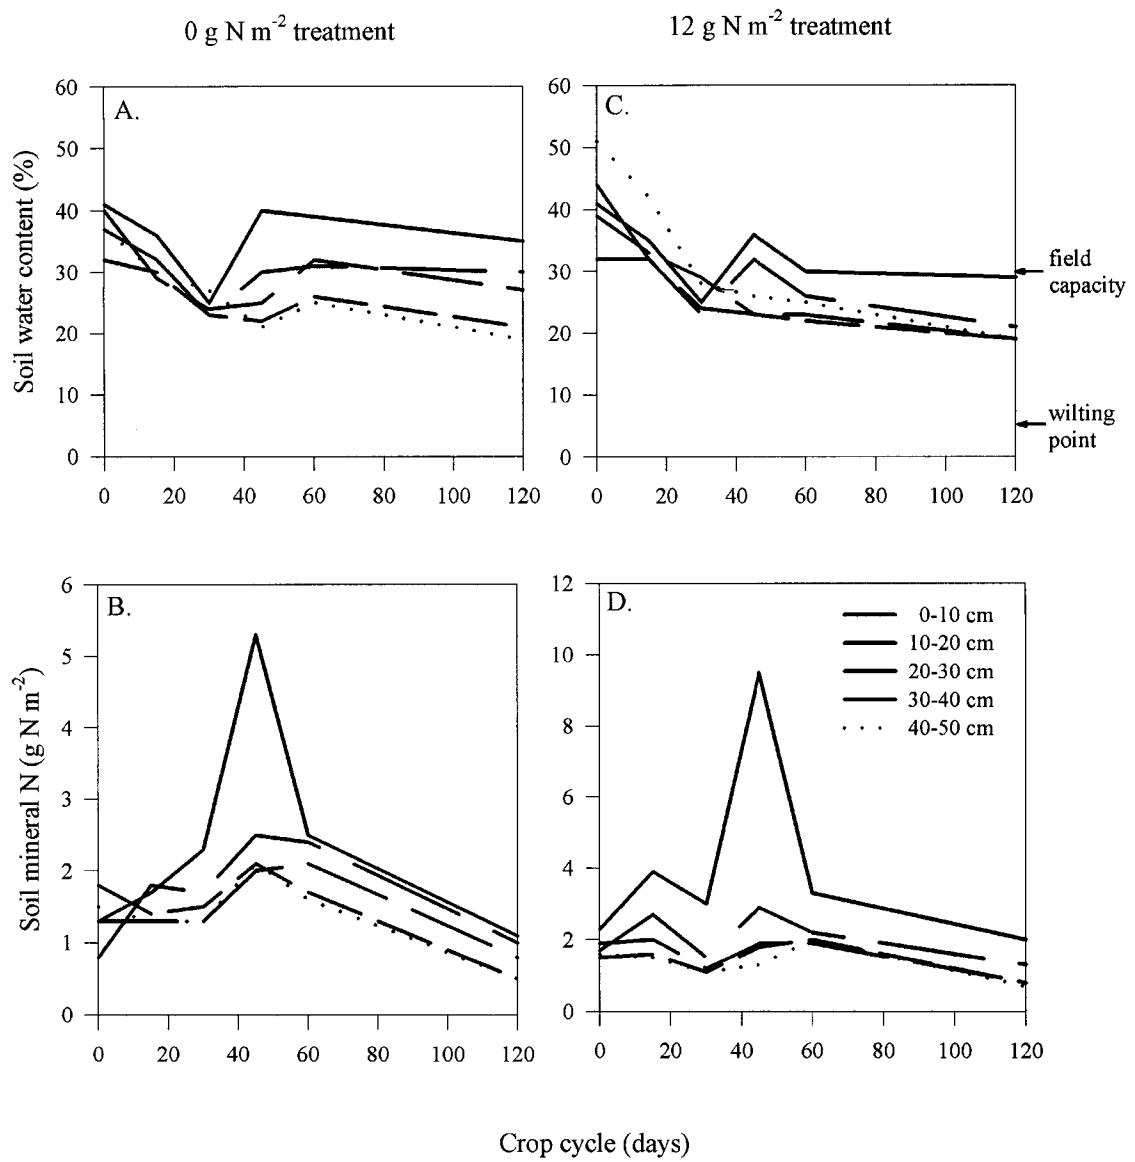 0 g N m-2 treatment
12 g N m-2 treatment
Soil water content (%)
A.
60
50
40
30
20
10
0
0 20 40 60 80 100 120
C.
60
50
40
30
20
10
0
0 20 40 60 80 100 120
field
capacity
wilting
point
Soil mineral N (g N m-2)
B.
6
5
4
3
2
1
0
0 20 40 60 80 100 120
D.
12
10
8
6
4
2
0
0 20 40 60 80 100 120
0-10 cm
10-20 cm
20-30 cm
30-40 cm
40-50 cm
Crop cycle (days)